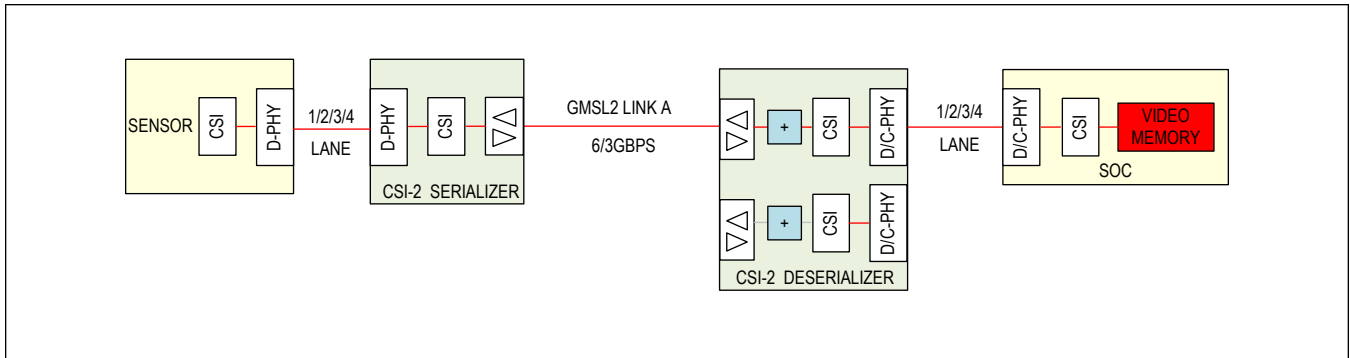 SENSOR
CSI
D-PHY
1/2/3/4
LANE
D-PHY
CSI
CSI-2 SERIALIZER
GMSL2 LINK A
6/3GBPS
+
CSI
D/C-PHY
+
CSI
D/C-PHY
CSI-2 DESERIALIZER
1/2/3/4
LANE
D/C-PHY
CSI
VIDEO
MEMORY
SOC